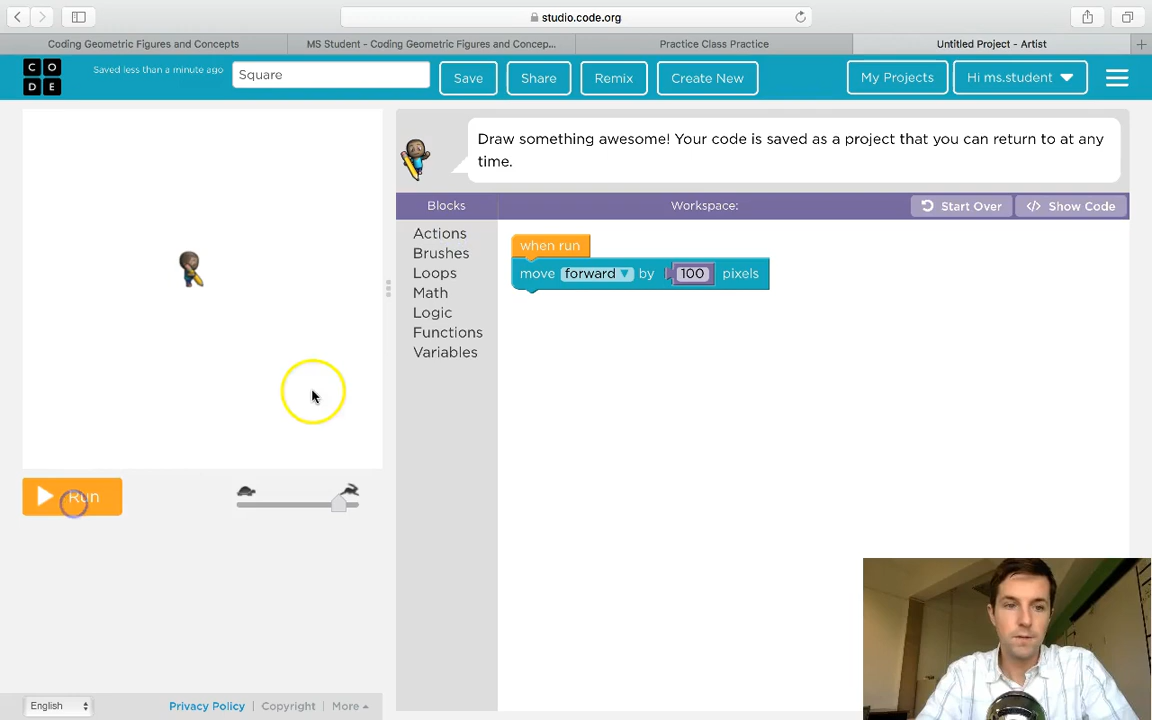 studio.code.org
Coding Geometric Figures and Concepts
MS Student - Coding Geometric Figures and Concep...
Practice Class Practice
Untitled Project - Artist
C O
D E
Saved less than a minute ago
Square
Save
Share
Remix
Create New
My Projects
Hi ms.student
Draw something awesome! Your code is saved as a project that you can return to at any
time.
Blocks
Workspace:
Start Over
</> Show Code
Actions
Brushes
Loops
Math
Logic
Functions
Variables
when run
move forward by 100 pixels
Run
English
Privacy Policy
Copyright
More